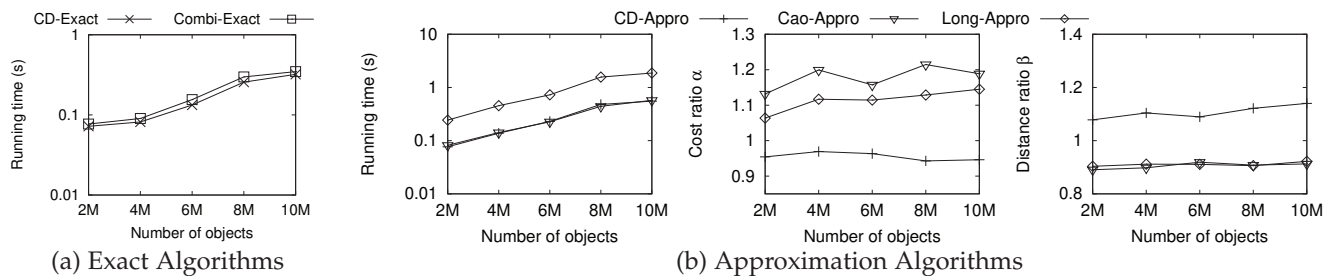 CD-Exact Combi-Exact
Running time (s)
1
0.1
0.01
2M 4M 6M 8M 10M
Number of objects
(a) Exact Algorithms
CD-Appro Cao-Appro Long-Appro
Running time (s)
10
1
0.1
0.01
2M 4M 6M 8M 10M
Number of objects
Cost ratio α
1.3
1.2
1.1
1
0.9
2M 4M 6M 8M 10M
Number of objects
Distance ratio β
1.4
1.2
1
0.8
2M 4M 6M 8M 10M
Number of objects
(b) Approximation Algorithms